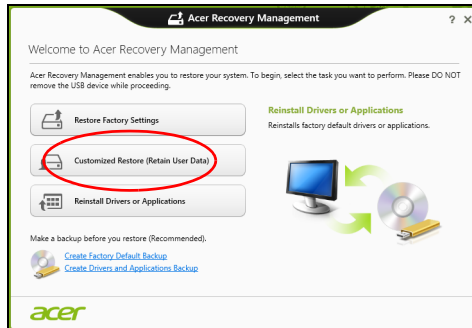 Acer Recovery Management
? X
Welcome to Acer Recovery Management
Acer Recovery Management enables you to restore your system. To begin, select the task you want to perform. Please DO NOT
remove the USB device while proceeding.
Restore Factory Settings
Customized Restore (Retain User Data)
Reinstall Drivers or Applications
Reinstall Drivers or Applications
Reinstalls factory default drivers or applications.
Make a backup before you restore (Recommended).
Create Factory Default Backup
Create Drivers and Applications Backup
acer